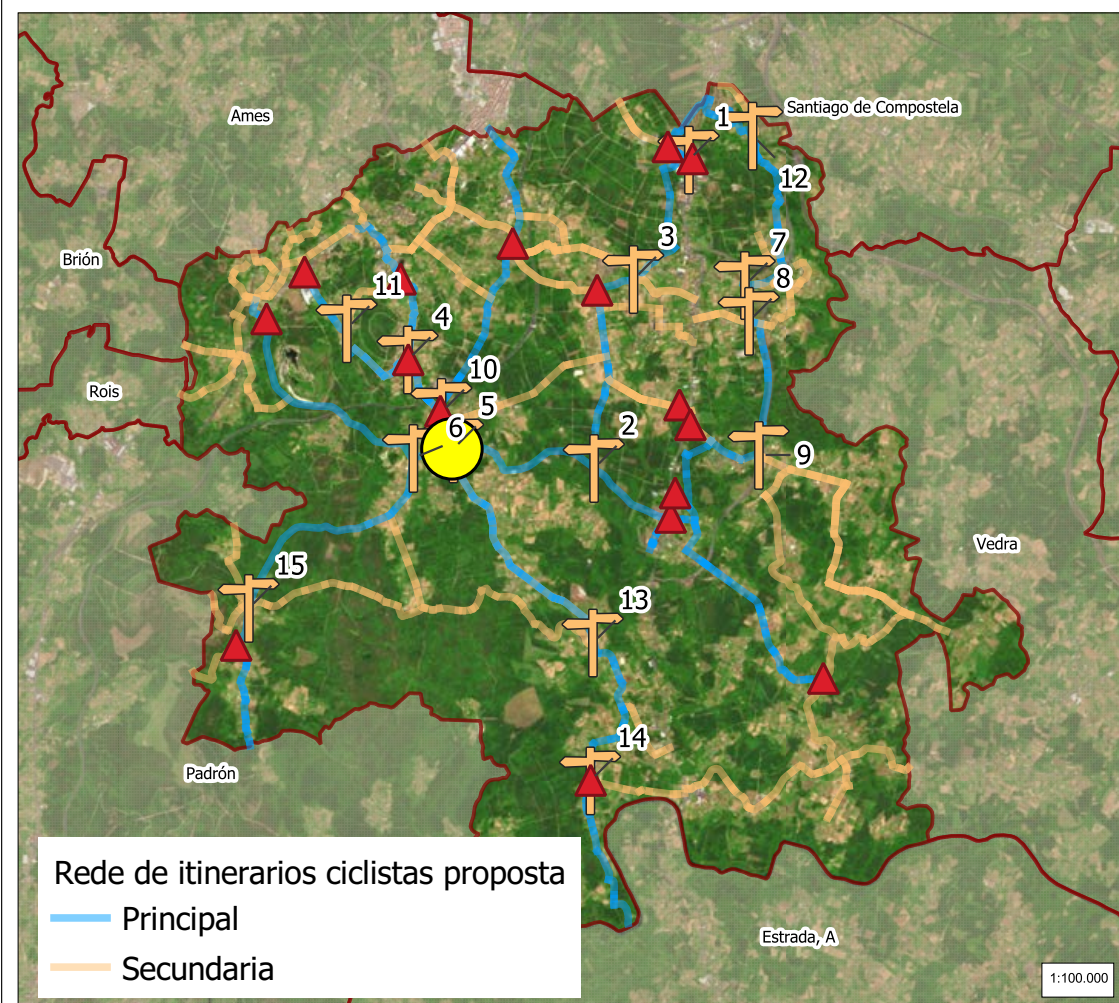 Ames
Santiago de Compostela
1
12
3
7
Brión
8
11
4
10
Rois
5
6
2
9
Vedra
15
13
14
Padrón
Rede de itinerarios ciclistas proposta
Principal
Estrada, A
Secundaria
1:100.000